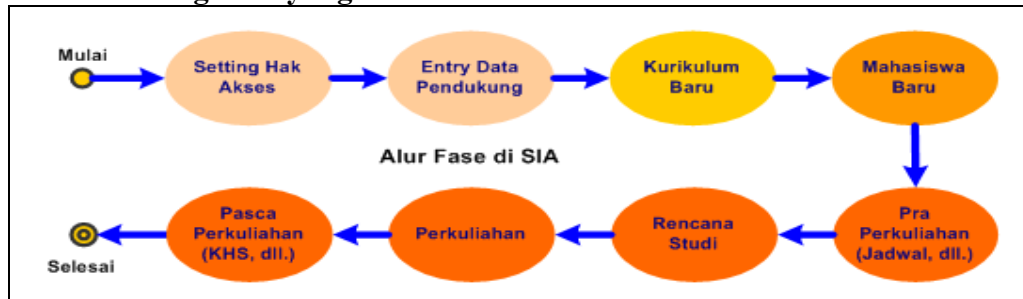 Mulai
Setting Hak
Akses
Entry Data
Pendukung
Kurikulum
Baru
Mahasiswa
Baru
Alur Fase di SIA
Pra
Perkuliahan
(Jadwal, dll.)
Rencana
Studi
Perkuliahan
Pasca
Perkuliahan
(KHS, dll.)
Selesai